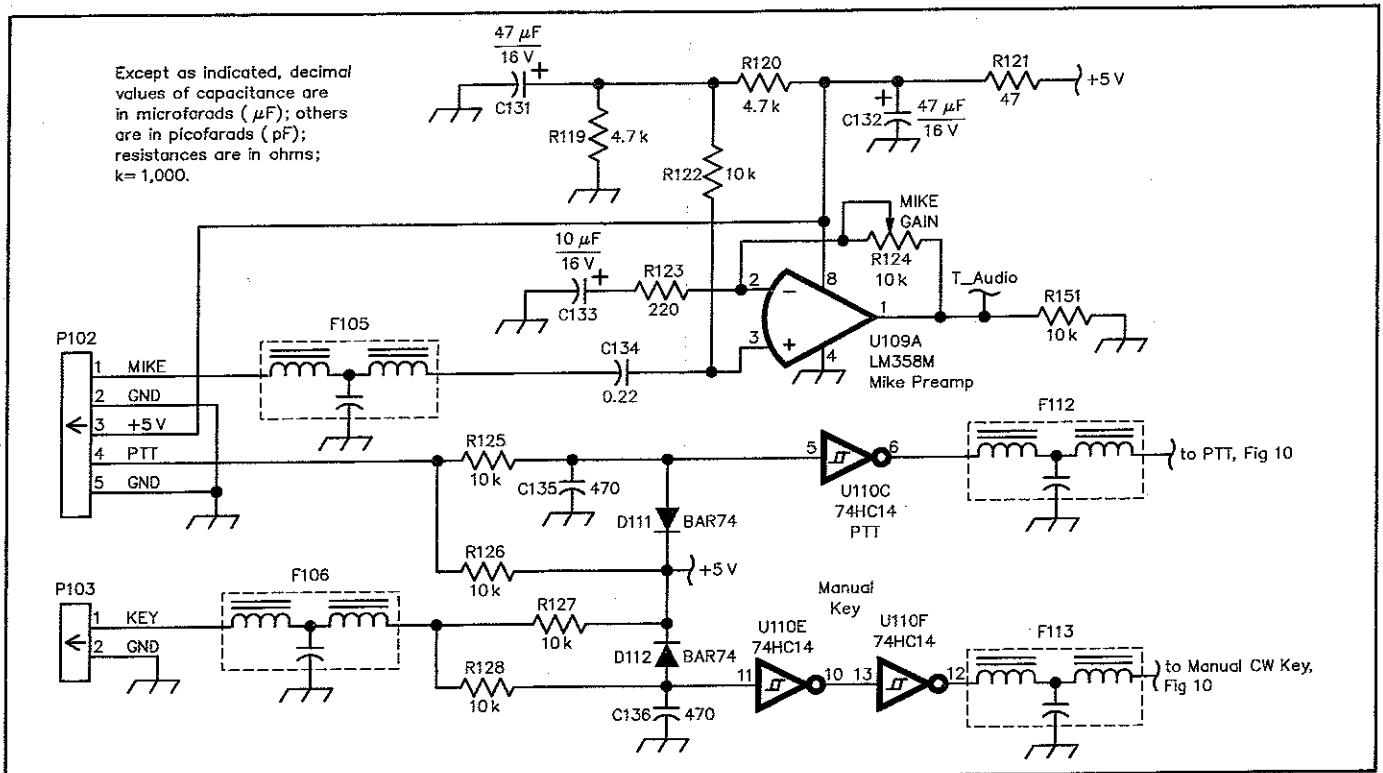 Except as indicated, decimal
values of capacitance are
in microfarads (µF); others
are in picofarads (pF);
resistances are in ohms;
k= 1,000.
47 µF
16 V
+
C131
R119
4.7 k
R120
4.7 k
R122
10 k
+
C132
47 µF
16 V
R121
47
+5 V
MIKE
GAIN
R124
10 k
10 µF
16 V
+
C133
R123
220
2
−
8
3
+
4
1
U109A
LM358M
Mike Preamp
T_Audio
R151
10 k
P102
1 MIKE
2 GND
3 +5 V
4 PTT
5 GND
F105
C134
0.22
R125
10 k
C135
470
D111
BAR74
5
6
U110C
74HC14
PTT
F112
to PTT, Fig 10
R126
10 k
+5 V
P103
1 KEY
2 GND
F106
R127
10 k
R128
10 k
D112
BAR74
C136
470
Manual
Key
U110E
74HC14
11
10
U110F
74HC14
13
12
F113
to Manual CW Key,
Fig 10